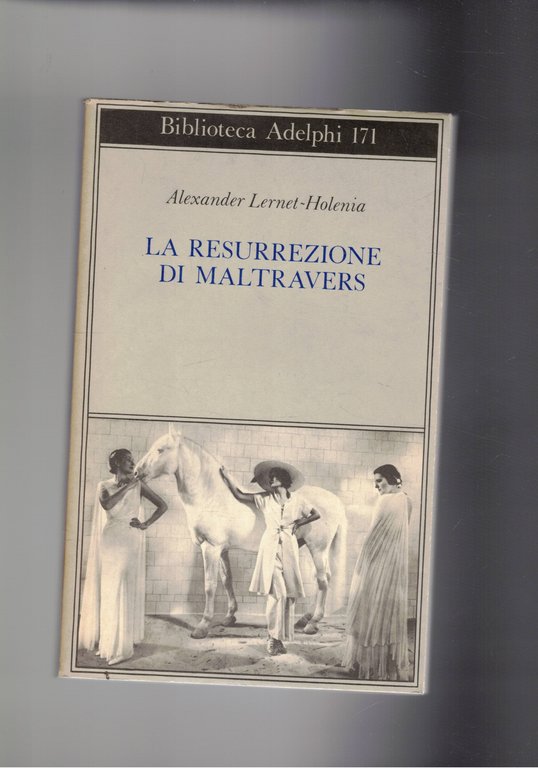 Biblioteca Adelphi 171
Alexander Lernet-Holenia
LA RESURREZIONE
DI MALTRAVERS